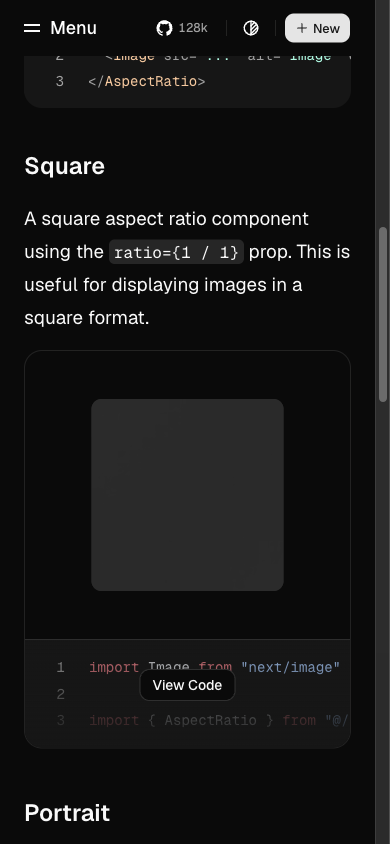 Menu
128k
New
2 <Image src="..." alt="Image"
3 </AspectRatio>
Square
A square aspect ratio component
using the ratio={1 / 1} prop. This is
useful for displaying images in a
square format.
1 import Image from "next/image"
2
View Code
3 import { AspectRatio } from "@/
Portrait